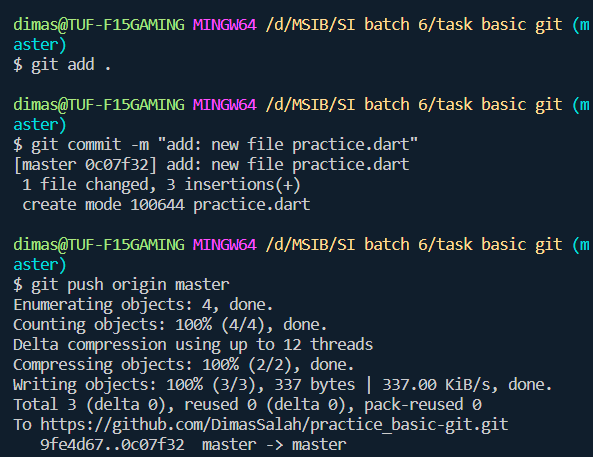 dimas@TUF-F15GAMING MINGW64 /d/MSIB/SI batch 6/task basic git (m
aster)
$ git add .
dimas@TUF-F15GAMING MINGW64 /d/MSIB/SI batch 6/task basic git (m
aster)
$ git commit -m "add: new file practice.dart"
[master 0c07f32] add: new file practice.dart
 1 file changed, 3 insertions(+)
 create mode 100644 practice.dart
dimas@TUF-F15GAMING MINGW64 /d/MSIB/SI batch 6/task basic git (m
aster)
$ git push origin master
Enumerating objects: 4, done.
Counting objects: 100% (4/4), done.
Delta compression using up to 12 threads
Compressing objects: 100% (2/2), done.
Writing objects: 100% (3/3), 337 bytes | 337.00 KiB/s, done.
Total 3 (delta 0), reused 0 (delta 0), pack-reused 0
To https://github.com/DimasSalah/practice_basic-git.git
   9fe4d67..0c07f32  master -> master